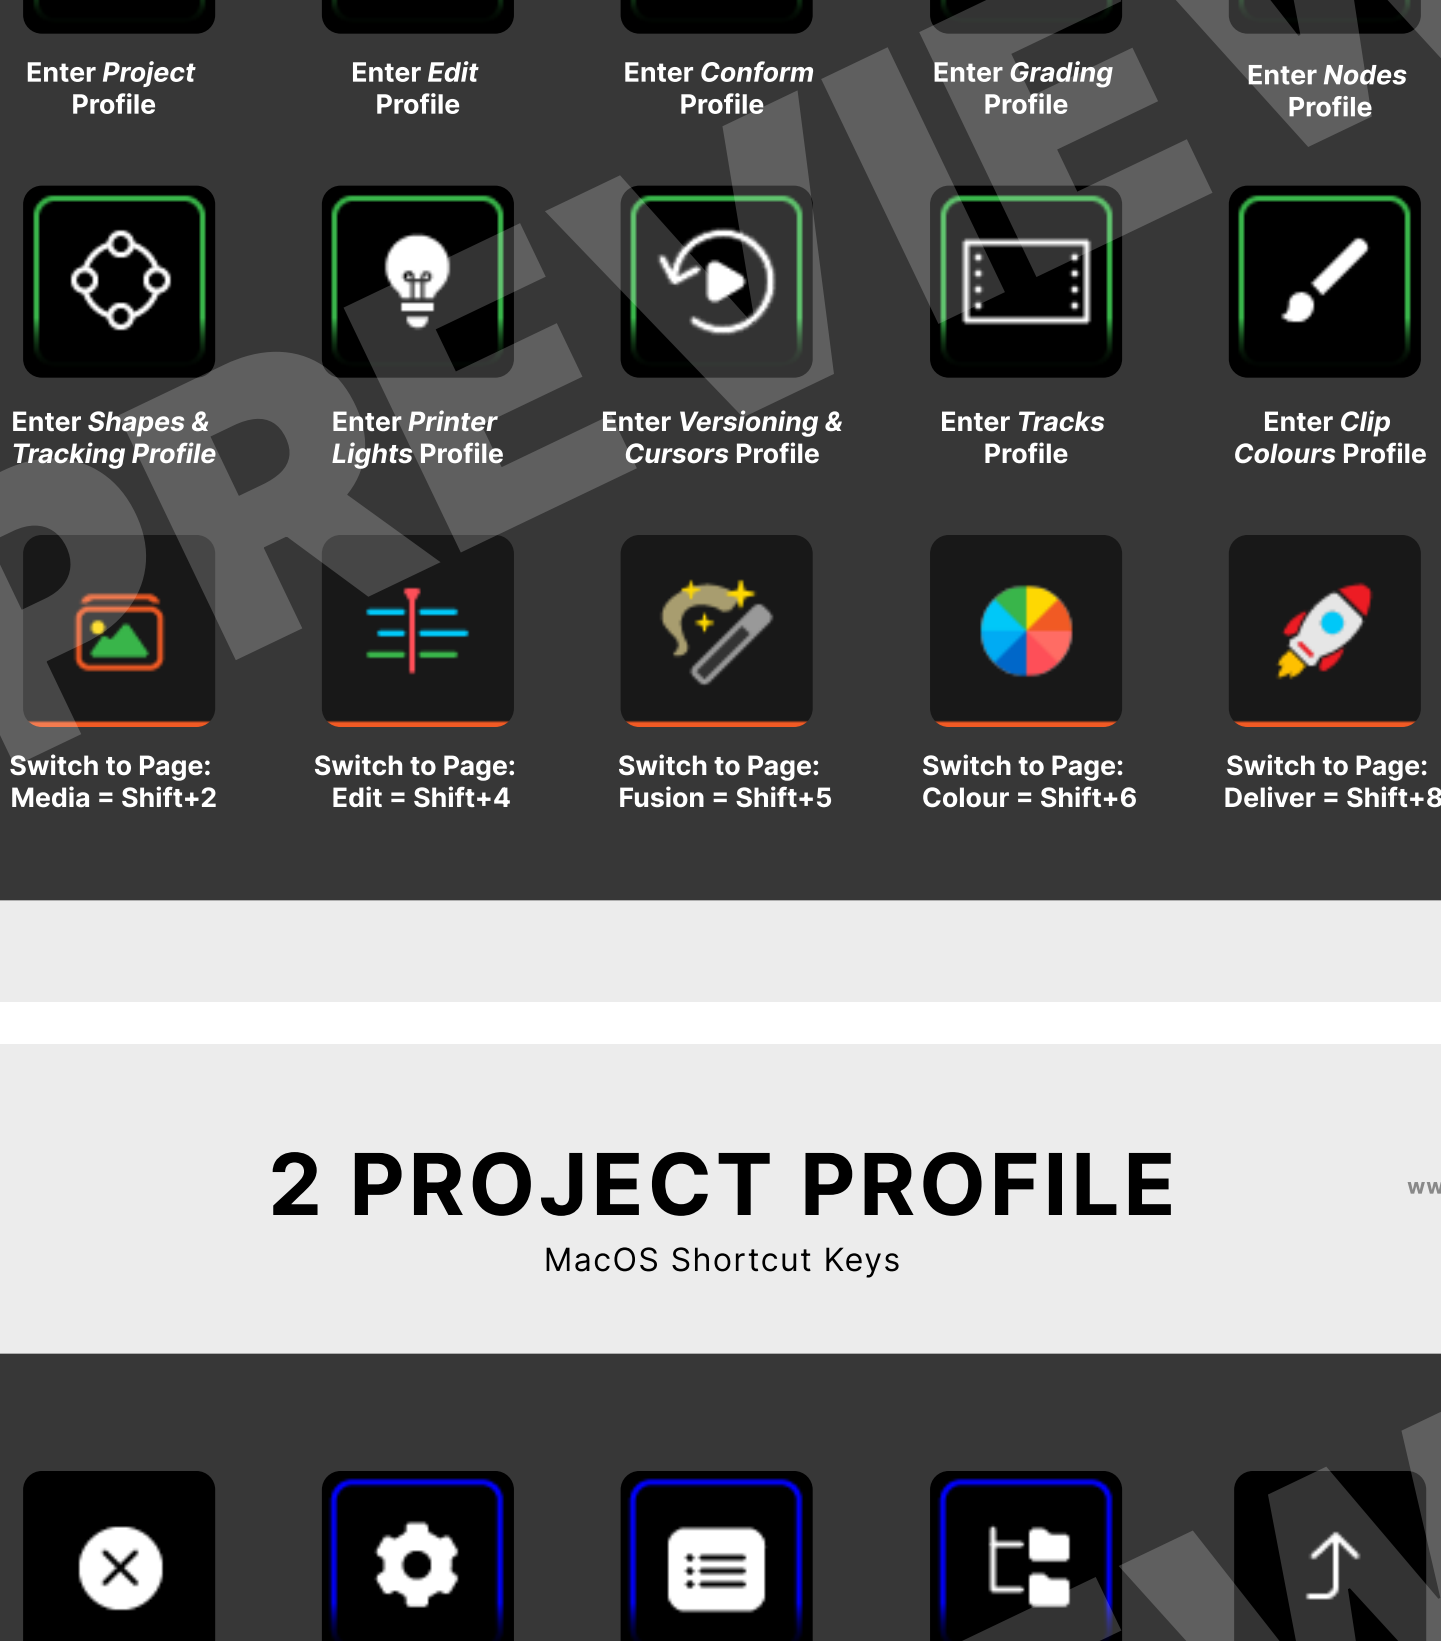 Enter Project
Profile
Enter Edit
Profile
Enter Conform
Profile
Enter Grading
Profile
Enter Nodes
Profile
Enter Shapes &
Tracking Profile
Enter Printer
Lights Profile
Enter Versioning &
Cursors Profile
Enter Tracks
Profile
Enter Clip
Colours Profile
Switch to Page:
Media = Shift+2
Switch to Page:
Edit = Shift+4
Switch to Page:
Fusion = Shift+5
Switch to Page:
Colour = Shift+6
Switch to Page:
Deliver = Shift+8
PREVIEW
2 PROJECT PROFILE
MacOS Shortcut Keys